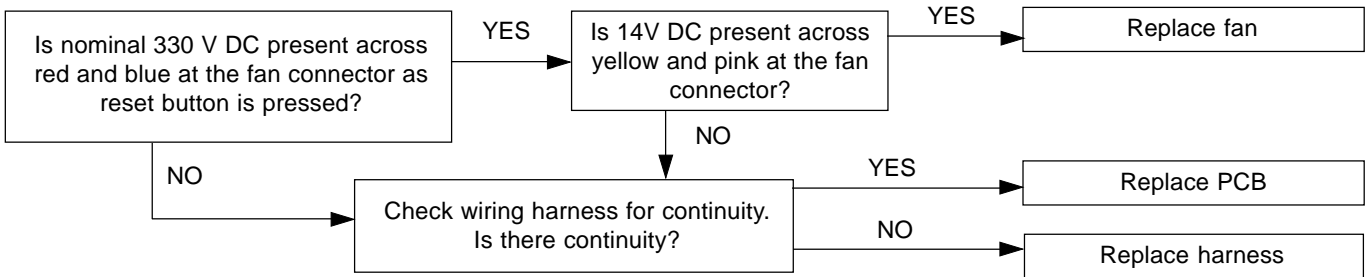 Is nominal 330 V DC present across
red and blue at the fan connector as
reset button is pressed?
YES
Is 14V DC present across
yellow and pink at the fan
connector?
YES
Replace fan
NO
NO
Check wiring harness for continuity.
Is there continuity?
YES
Replace PCB
NO
Replace harness